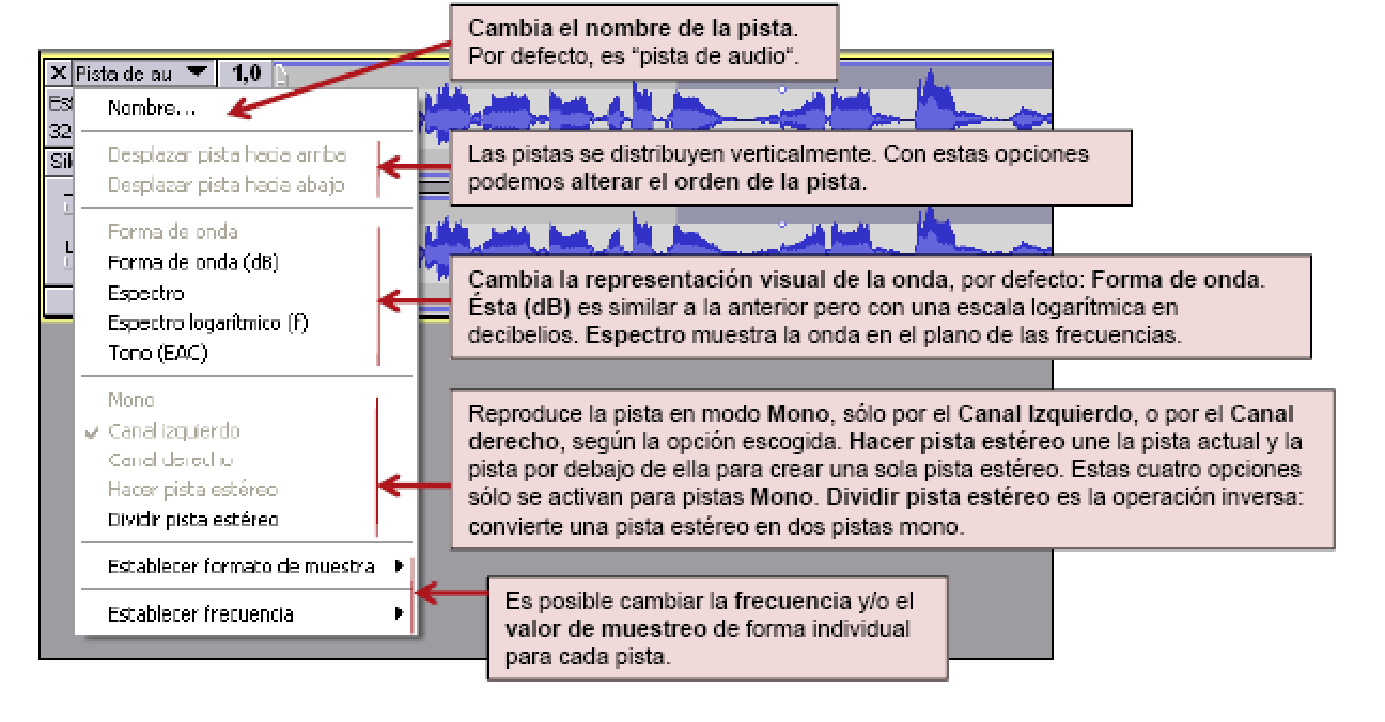 Cambia el nombre de la pista.
Por defecto, es “pista de audio“.
X Pista de au 1,0
Est
32
Sil
L
Nombre...
Desplazar pista hacia arriba
Desplazar pista hacia abajo
Las pistas se distribuyen verticalmente. Con estas opciones
podemos alterar el orden de la pista.
Forma de onda
Forma de onda (dB)
Espectro
Espectro logarítmico (f)
Tono (EAC)
Cambia la representación visual de la onda, por defecto: Forma de onda.
Ésta (dB) es similar a la anterior pero con una escala logarítmica en
decibelios. Espectro muestra la onda en el plano de las frecuencias.
Mono
Canal izquierdo
Canal derecho
Hacer pista estéreo
Dividir pista estéreo
Reproduce la pista en modo Mono, sólo por el Canal Izquierdo, o por el Canal
derecho, según la opción escogida. Hacer pista estéreo une la pista actual y la
pista por debajo de ella para crear una sola pista estéreo. Estas cuatro opciones
sólo se activan para pistas Mono. Dividir pista estéreo es la operación inversa:
convierte una pista estéreo en dos pistas mono.
Establecer formato de muestra
Establecer frecuencia
Es posible cambiar la frecuencia y/o el
valor de muestreo de forma individual
para cada pista.